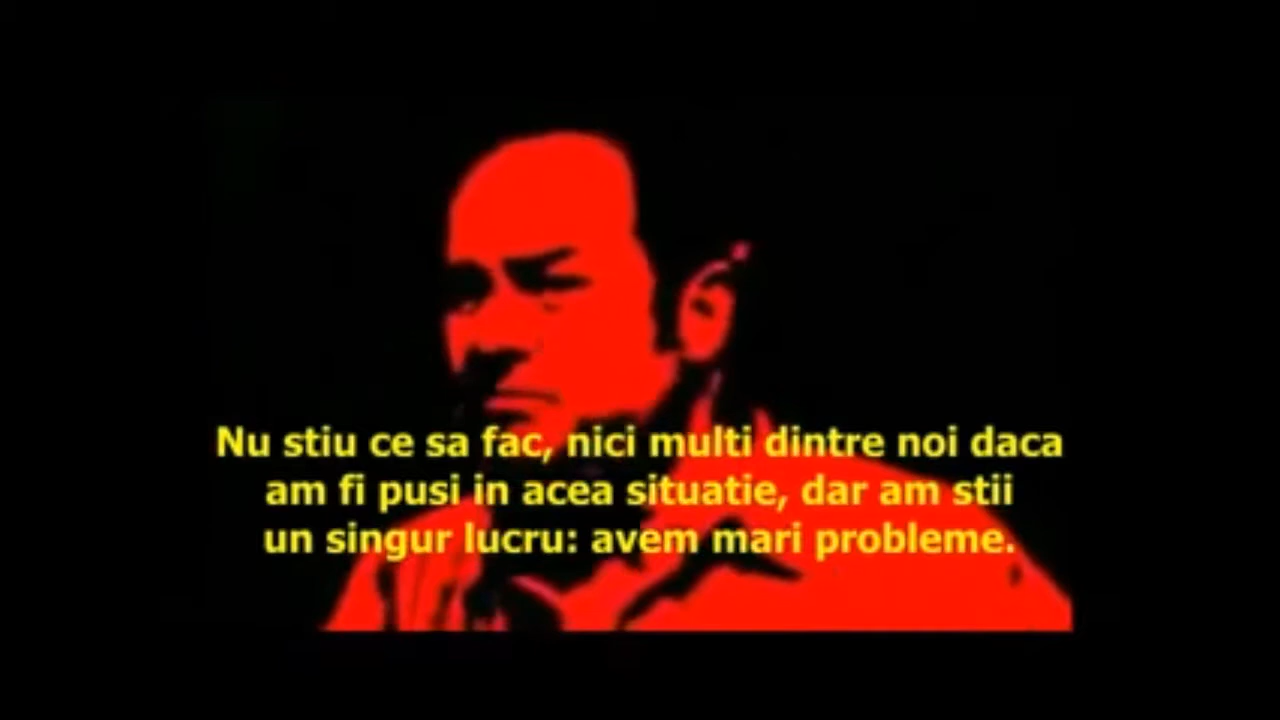 Nu stiu ce sa fac, nici multi dintre noi daca
am fi pusi in acea situatie, dar am stii
un singur lucru: avem mari probleme.